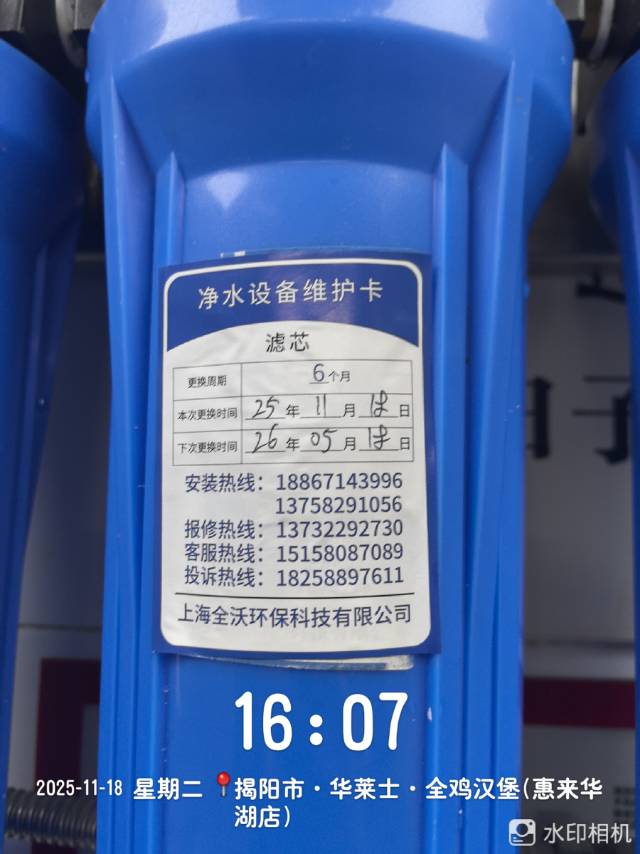 净水设备维护卡
滤芯
更换周期 6个月
本次更换时间 25年11月18日
下次更换时间 26年05月18日
安装热线：18867143996
13758291056
报修热线：13732292730
客服热线：15158087089
投诉热线：18258897611
上海全沃环保科技有限公司
16:07
2025-11-18 星期二 揭阳市·华莱士·全鸡汉堡(惠来华
湖店)
水印相机